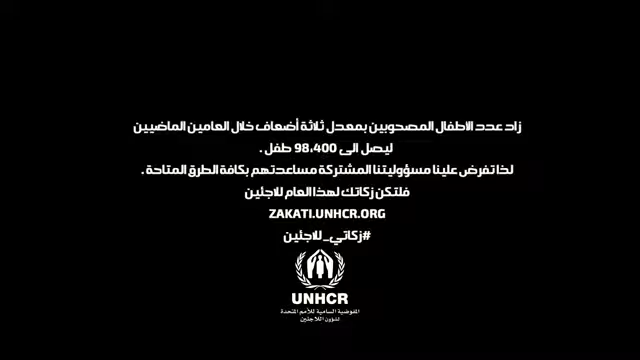 زاد عدد الاطفال المصحوبين بمعدل ثلاثة أضعاف خلال العامين الماضيين
ليصل الى 98،400 طفل .
لذا تفرض علينا مسؤوليتنا المشتركة مساعدتهم بكافة الطرق المتاحة .
فلتكن زكاتك لهذا العام للاجئين
ZAKATI.UNHCR.ORG
#زكاتي_للاجئين
UNHCR
المفوضية السامية للأمم المتحدة
لشؤون اللاجئين